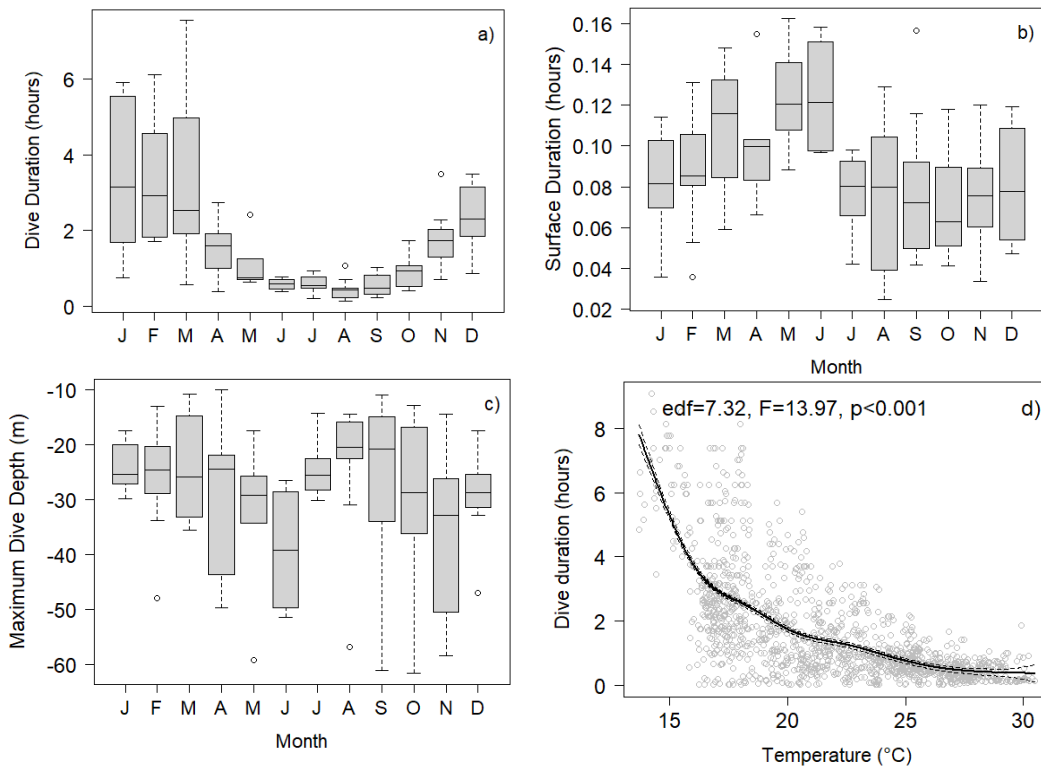 a)
Dive Duration (hours)
6
4
2
0
J F M A M J J A S O N D
b)
Surface Duration (hours)
0.16
0.14
0.12
0.10
0.08
0.06
0.04
0.02
J F M A M J J A S O N D
Month
c)
Maximum Dive Depth (m)
-10
-20
-30
-40
-50
-60
J F M A M J J A S O N D
Month
edf=7.32, F=13.97, p<0.001
d)
Dive duration (hours)
8
6
4
2
0
15 20 25 30
Temperature (°C)